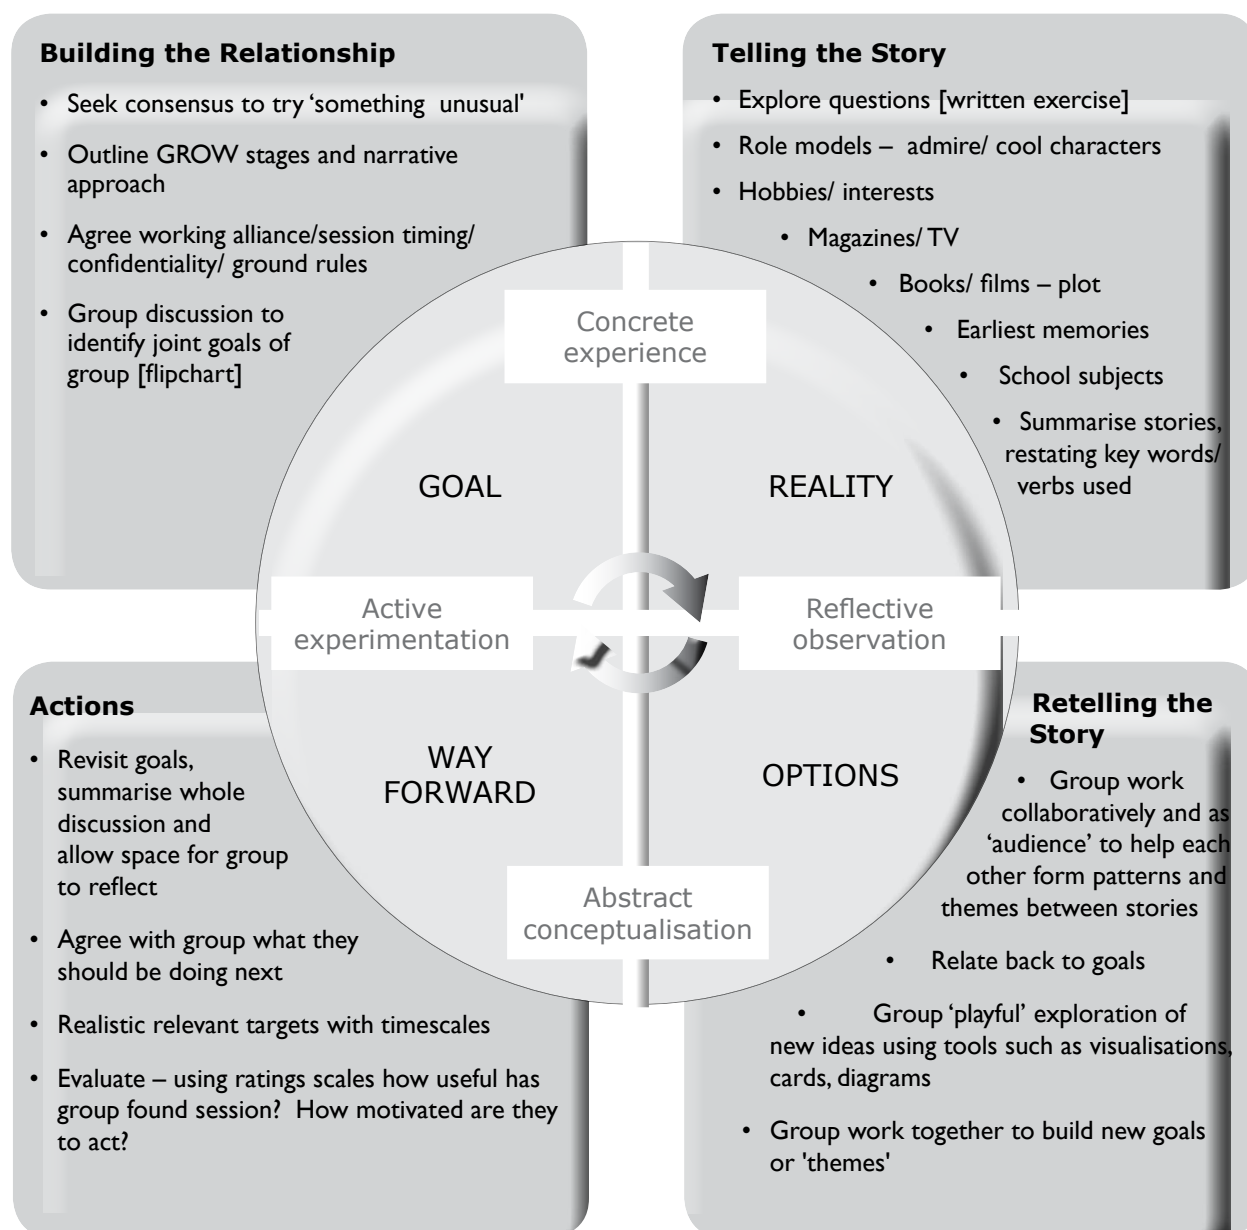 Building the Relationship
• Seek consensus to try ‘something unusual'
• Outline GROW stages and narrative
approach
• Agree working alliance/session timing/
confidentiality/ ground rules
• Group discussion to
identify joint goals of
group [flipchart]
Telling the Story
• Explore questions [written exercise]
• Role models – admire/ cool characters
• Hobbies/ interests
• Magazines/ TV
• Books/ films – plot
• Earliest memories
• School subjects
• Summarise stories,
restating key words/
verbs used
Concrete
experience
GOAL
REALITY
Active
experimentation
Reflective
observation
WAY
FORWARD
OPTIONS
Abstract
conceptualisation
Actions
• Revisit goals,
summarise whole
discussion and
allow space for group
to reflect
• Agree with group what they
should be doing next
• Realistic relevant targets with timescales
• Evaluate – using ratings scales how useful has
group found session? How motivated are they
to act?
Retelling the
Story
• Group work
collaboratively and as
‘audience’ to help each
other form patterns and
themes between stories
• Relate back to goals
• Group ‘playful’ exploration of
new ideas using tools such as visualisations,
cards, diagrams
• Group work together to build new goals
or 'themes'